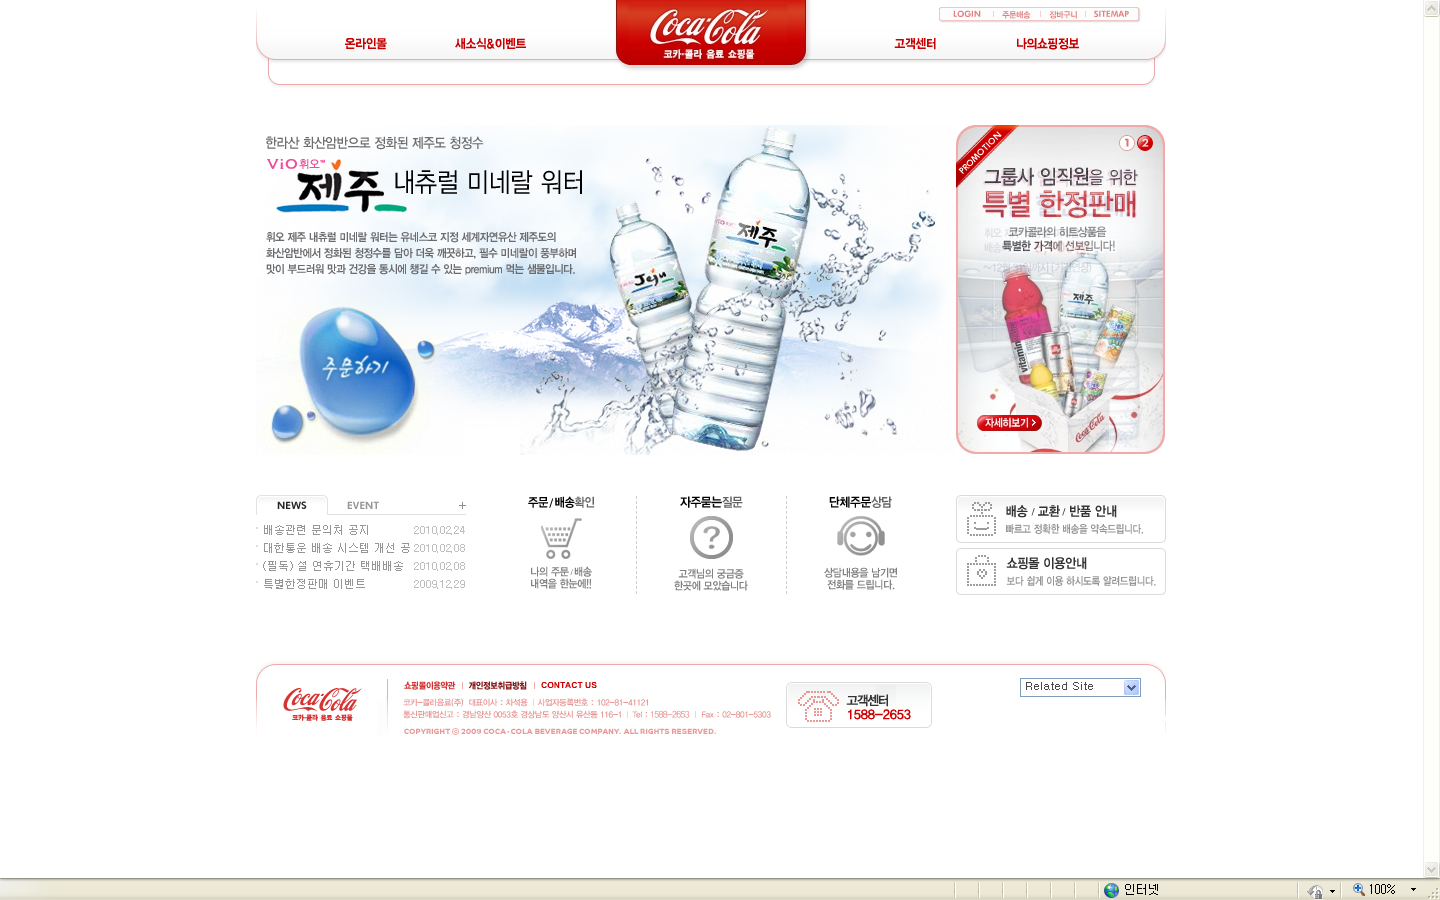 LOGIN
주문배송
장바구니
SITEMAP
온라인몰
새소식&이벤트
Coca-Cola
코카-콜라 음료 쇼핑몰
고객센터
나의쇼핑정보
한라산 화산암반으로 정화된 제주도 청정수
ViO휘오™
제주 내츄럴 미네랄 워터
휘오 제주 내츄럴 미네랄 워터는 유네스코 지정 세계자연유산 제주도의
화산암반에서 정화된 청정수를 담아 더욱 깨끗하고, 필수 미네랄이 풍부하며
맛이 부드러워 맛과 건강을 동시에 챙길 수 있는 premium 먹는 샘물입니다.
주문하기
Jeju
제주
PROMOTION
1 2
그룹사 임직원을 위한
특별 한정판매
코카콜라의 히트상품을
특별한 가격에 선보입니다!
제주
vitamin
illy
Coca-Cola
자세히보기
NEWS
EVENT
배송관련 문의처 공지 2010.02.24
대한통운 배송 시스템 개선 공 2010.02.08
(필독) 설 연휴기간 택배배송 2010.02.08
특별한정판매 이벤트 2009.12.29
주문/배송확인
나의 주문/배송
내역을 한눈에!!
자주묻는질문
고객님의 궁금증
한곳에 모았습니다
단체주문상담
상담내용을 남기면
전화를 드립니다.
배송 / 교환 / 반품 안내
빠르고 정확한 배송을 약속드립니다.
쇼핑몰 이용안내
보다 쉽게 이용 하시도록 알려드립니다.
Coca-Cola
코카-콜라 음료 쇼핑몰
쇼핑몰이용약관 | 개인정보취급방침 | CONTACT US
코카-콜라음료(주) 대표이사 : 차석용 | 사업자등록번호 : 102-81-41121
통신판매업신고 : 경남양산 0053호 경상남도 양산시 유산동 116-1 | Tel : 1588-2653 | Fax : 02-801-5303
COPYRIGHT ⓒ 2009 COCA-COLA BEVERAGE COMPANY. ALL RIGHTS RESERVED.
고객센터
1588-2653
Related Site
인터넷
100%